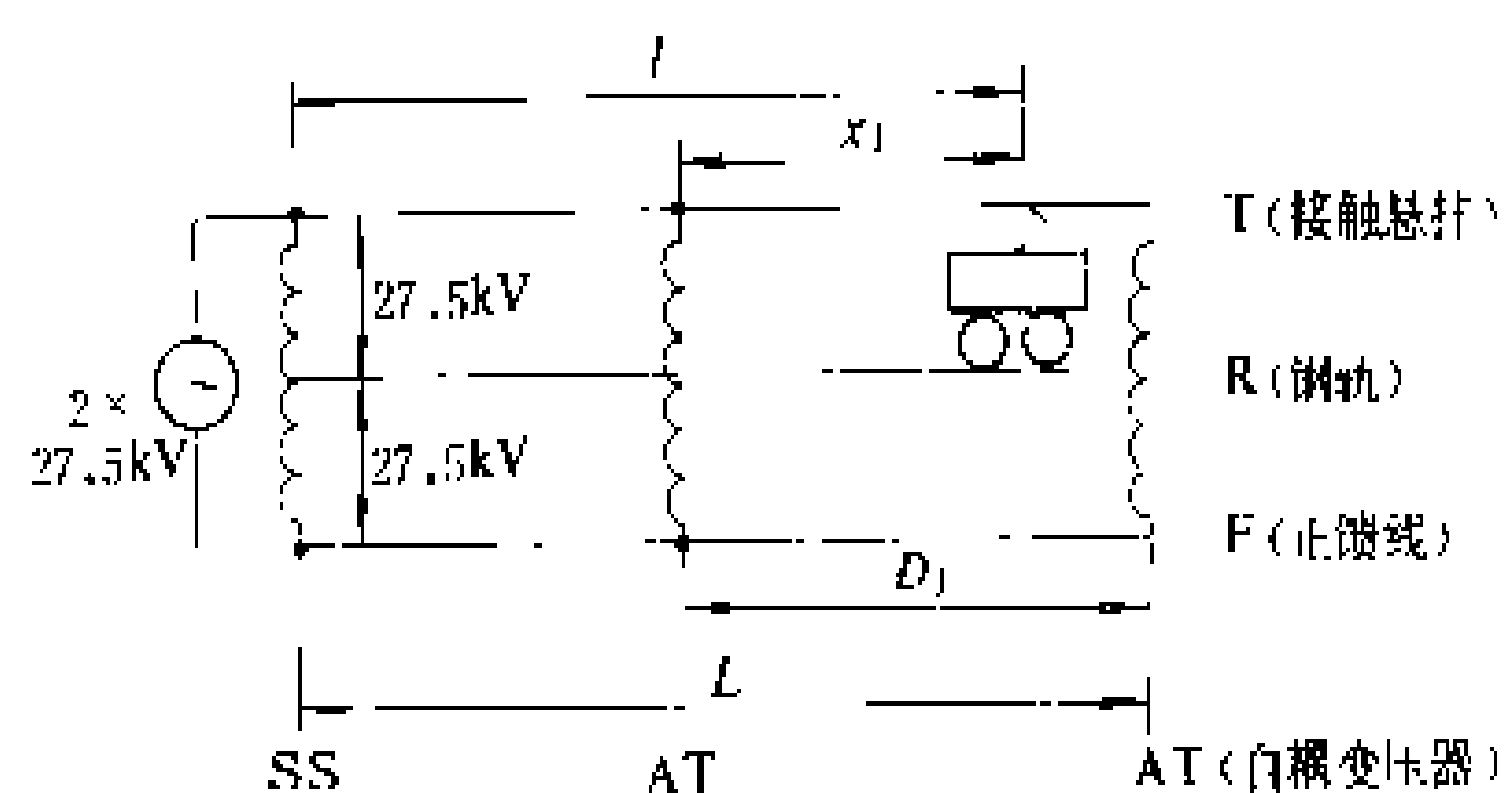 l
x1
T(接触悬挂)
27.5kV
2×
27.5kV
R(钢轨)
27.5kV
F(正馈线)
D1
L
SS
AT
AT(自耦变压器)